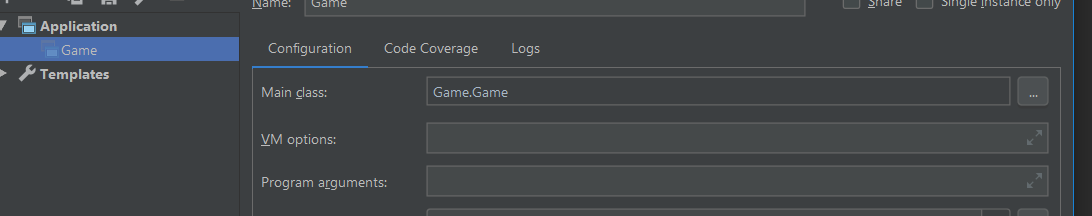 Name: Game Share Single instance only
Application
Game
Templates
Configuration Code Coverage Logs
Main class: Game.Game ...
VM options:
Program arguments: